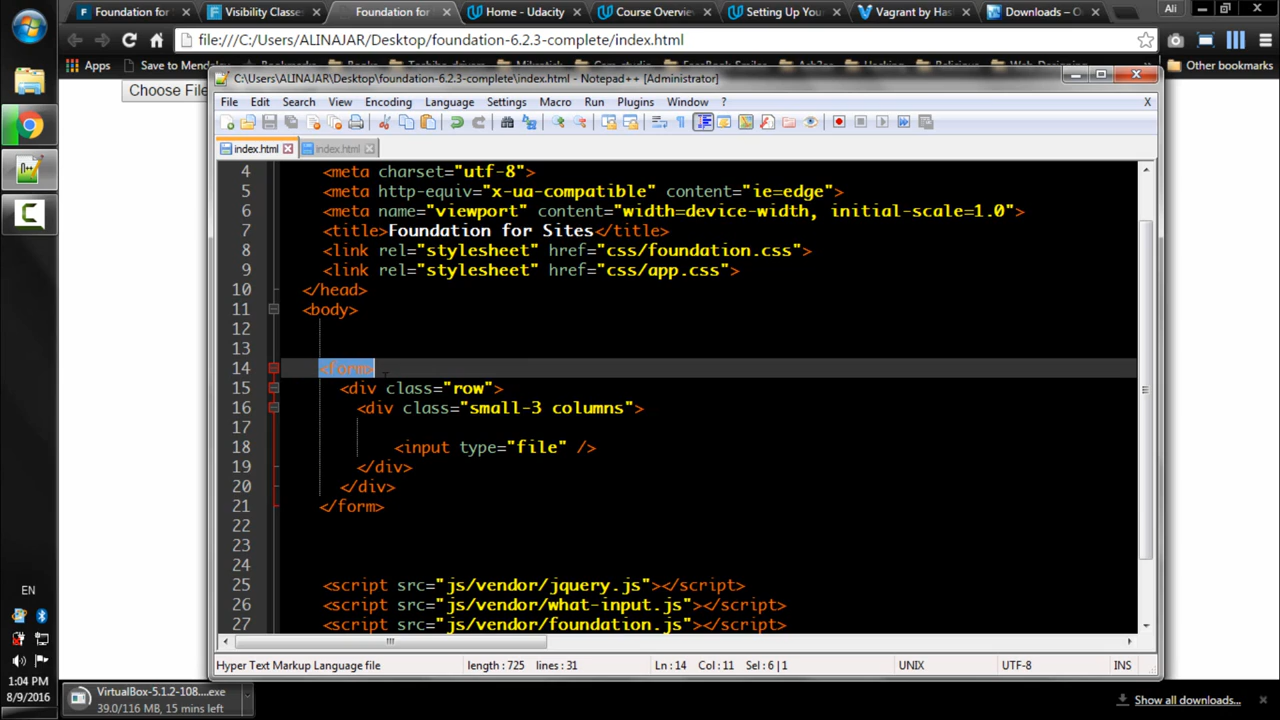 Foundation for
Visibility Classes
Foundation for
Home - Udacity
Course Overvie
Setting Up You
Vagrant by Has
Downloads – O
Ali
file:///C:/Users/ALINAJAR/Desktop/foundation-6.2.3-complete/index.html
Apps
Save to Mendeley
Other bookmarks
Choose File
C:\Users\ALINAJAR\Desktop\foundation-6.2.3-complete\index.html - Notepad++ [Administrator]
File Edit Search View Encoding Language Settings Macro Run Plugins Window ? X
index.html
index.html
4 <meta charset="utf-8">
5 <meta http-equiv="x-ua-compatible" content="ie=edge">
6 <meta name="viewport" content="width=device-width, initial-scale=1.0">
7 <title>Foundation for Sites</title>
8 <link rel="stylesheet" href="css/foundation.css">
9 <link rel="stylesheet" href="css/app.css">
10 </head>
11 <body>
12
13
14 <form>
15 <div class="row">
16 <div class="small-3 columns">
17
18 <input type="file" />
19 </div>
20 </div>
21 </form>
22
23
24
25 <script src="js/vendor/jquery.js"></script>
26 <script src="js/vendor/what-input.js"></script>
27 <script src="js/vendor/foundation.js"></script>
Hyper Text Markup Language file
length : 725 lines : 31
Ln : 14 Col : 11 Sel : 6 | 1
UNIX
UTF-8
INS
EN
1:04 PM
8/9/2016
VirtualBox-5.1.2-108....exe
39.0/116 MB, 15 mins left
Show all downloads...